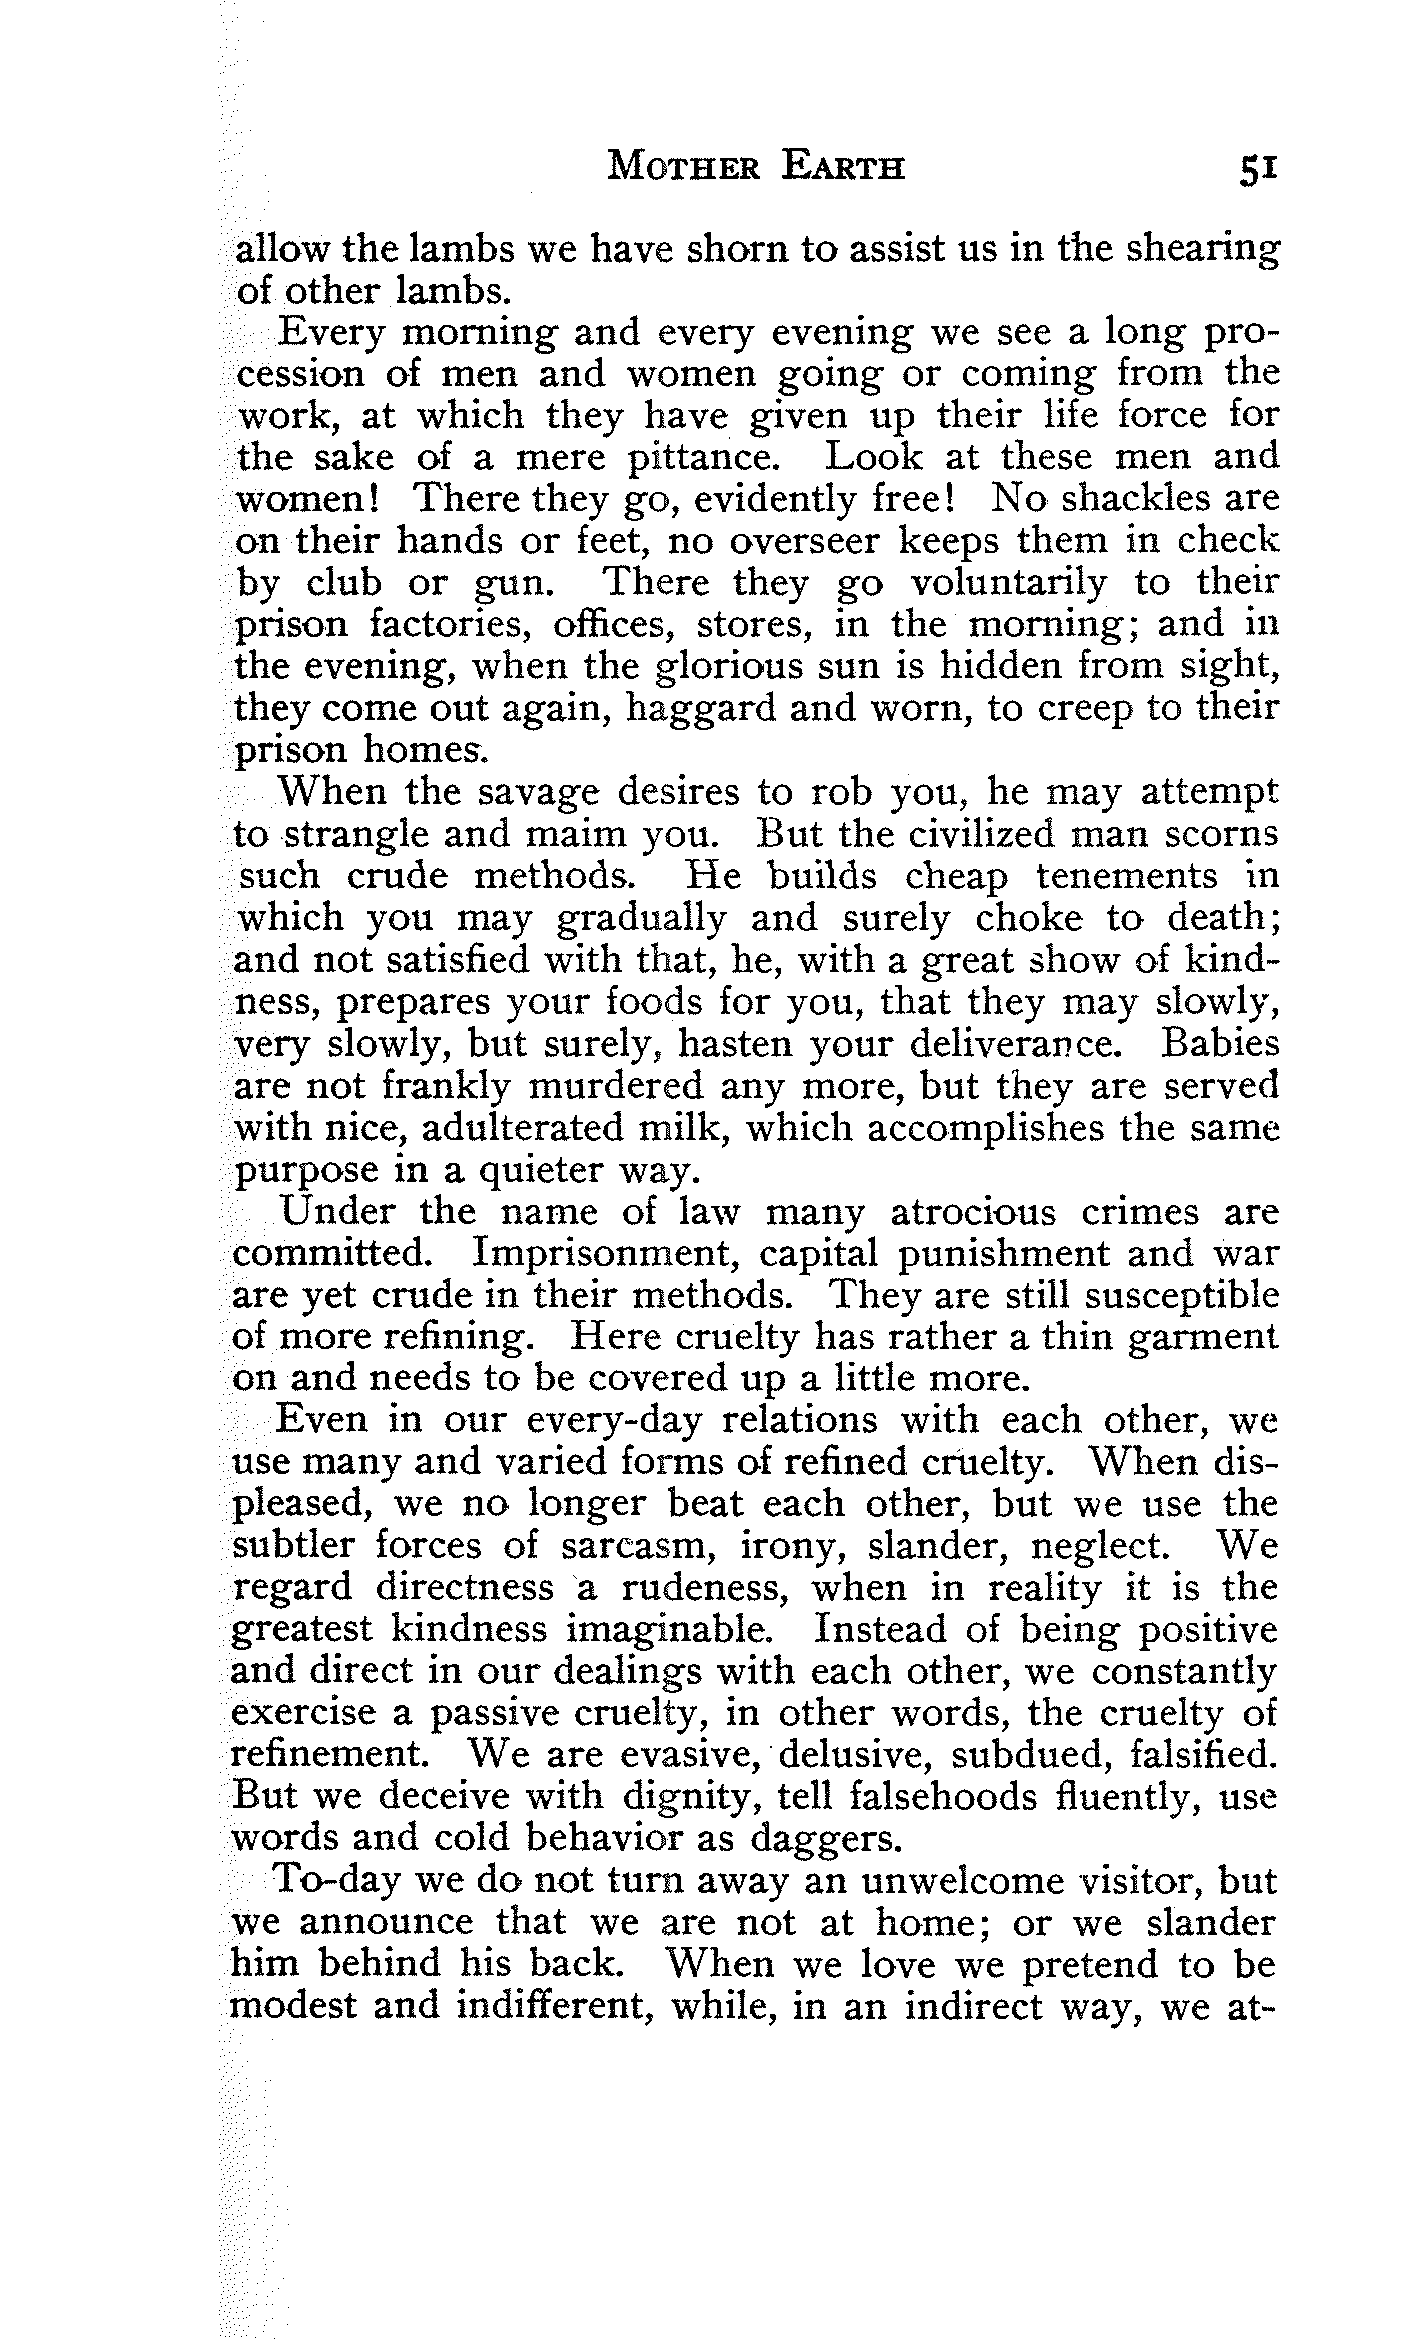 MOTHER EARTH 51
allow the lambs we have shorn to assist us in the shearing
of other lambs.
Every morning and every evening we see a long pro-
cession of men and women going or coming from the
work, at which they have given up their life force for
the sake of a mere pittance. Look at these men and
women! There they go, evidently free! No shackles are
on their hands or feet, no overseer keeps them in check
by club or gun. There they go voluntarily to their
prison factories, offices, stores, in the morning; and in
the evening, when the glorious sun is hidden from sight,
they come out again, haggard and worn, to creep to their
prison homes.
When the savage desires to rob you, he may attempt
to strangle and maim you. But the civilized man scorns
such crude methods. He builds cheap tenements in
which you may gradually and surely choke to death;
and not satisfied with that, he, with a great show of kind-
ness, prepares your foods for you, that they may slowly,
very slowly, but surely, hasten your deliverance. Babies
are not frankly murdered any more, but they are served
with nice, adulterated milk, which accomplishes the same
purpose in a quieter way.
Under the name of law many atrocious crimes are
committed. Imprisonment, capital punishment and war
are yet crude in their methods. They are still susceptible
of more refining. Here cruelty has rather a thin garment
on and needs to be covered up a little more.
Even in our every-day relations with each other, we
use many and varied forms of refined cruelty. When dis-
pleased, we no longer beat each other, but we use the
subtler forces of sarcasm, irony, slander, neglect. We
regard directness a rudeness, when in reality it is the
greatest kindness imaginable. Instead of being positive
and direct in our dealings with each other, we constantly
exercise a passive cruelty, in other words, the cruelty of
refinement. We are evasive, delusive, subdued, falsified.
But we deceive with dignity, tell falsehoods fluently, use
words and cold behavior as daggers.
To-day we do not turn away an unwelcome visitor, but
we announce that we are not at home; or we slander
him behind his back. When we love we pretend to be
modest and indifferent, while, in an indirect way, we at-